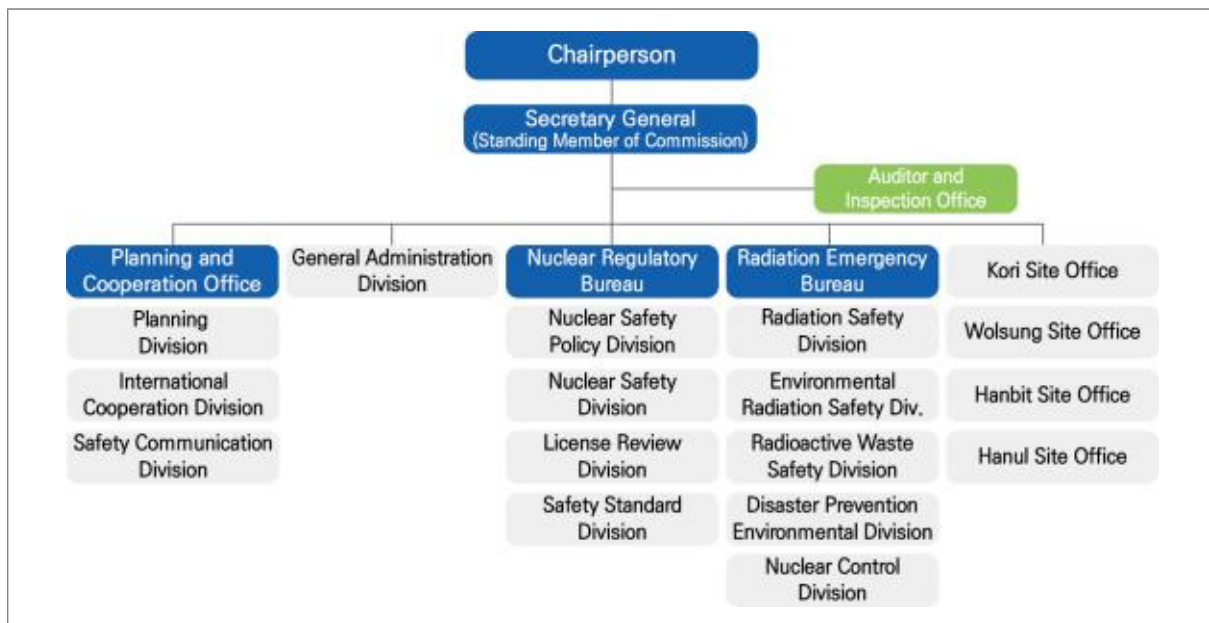 Chairperson
Secretary General
(Standing Member of Commission)
Auditor and
Inspection Office
Planning and
Cooperation Office
Planning
Division
International
Cooperation Division
Safety Communication
Division
General Administration
Division
Nuclear Regulatory
Bureau
Nuclear Safety
Policy Division
Nuclear Safety
Division
License Review
Division
Safety Standard
Division
Radiation Emergency
Bureau
Radiation Safety
Division
Environmental
Radiation Safety Div.
Radioactive Waste
Safety Division
Disaster Prevention
Environmental Division
Nuclear Control
Division
Kori Site Office
Wolsung Site Office
Hanbit Site Office
Hanul Site Office